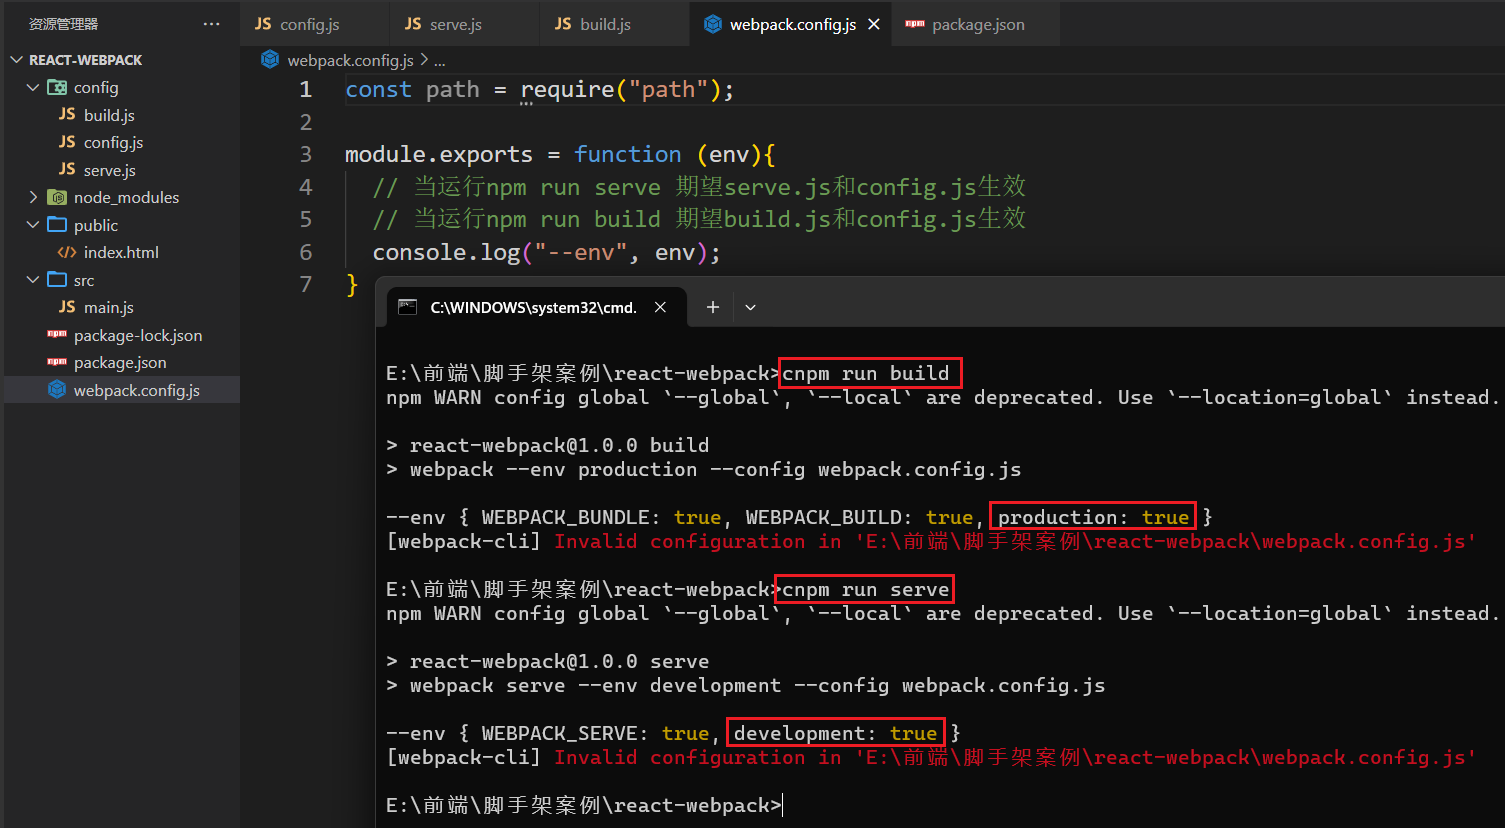 资源管理器 ···
REACT-WEBPACK
config
JS build.js
JS config.js
JS serve.js
node_modules
public
index.html
src
JS main.js
npm package-lock.json
npm package.json
webpack.config.js
JS config.js JS serve.js JS build.js webpack.config.js npm package.json
webpack.config.js > ...
1 const path = require("path");
2
3 module.exports = function (env){
4 // 当运行npm run serve 期望serve.js和config.js生效
5 // 当运行npm run build 期望build.js和config.js生效
6 console.log("--env", env);
7 }
C:\WINDOWS\system32\cmd.
E:\前端\脚手架案例\react-webpack>cnpm run build
npm WARN config global `--global`, `--local` are deprecated. Use `--location=global` instead.
> react-webpack@1.0.0 build
> webpack --env production --config webpack.config.js
--env { WEBPACK_BUNDLE: true, WEBPACK_BUILD: true, production: true }
[webpack-cli] Invalid configuration in 'E:\前端\脚手架案例\react-webpack\webpack.config.js'
E:\前端\脚手架案例\react-webpack>cnpm run serve
npm WARN config global `--global`, `--local` are deprecated. Use `--location=global` instead.
> react-webpack@1.0.0 serve
> webpack serve --env development --config webpack.config.js
--env { WEBPACK_SERVE: true, development: true }
[webpack-cli] Invalid configuration in 'E:\前端\脚手架案例\react-webpack\webpack.config.js'
E:\前端\脚手架案例\react-webpack>